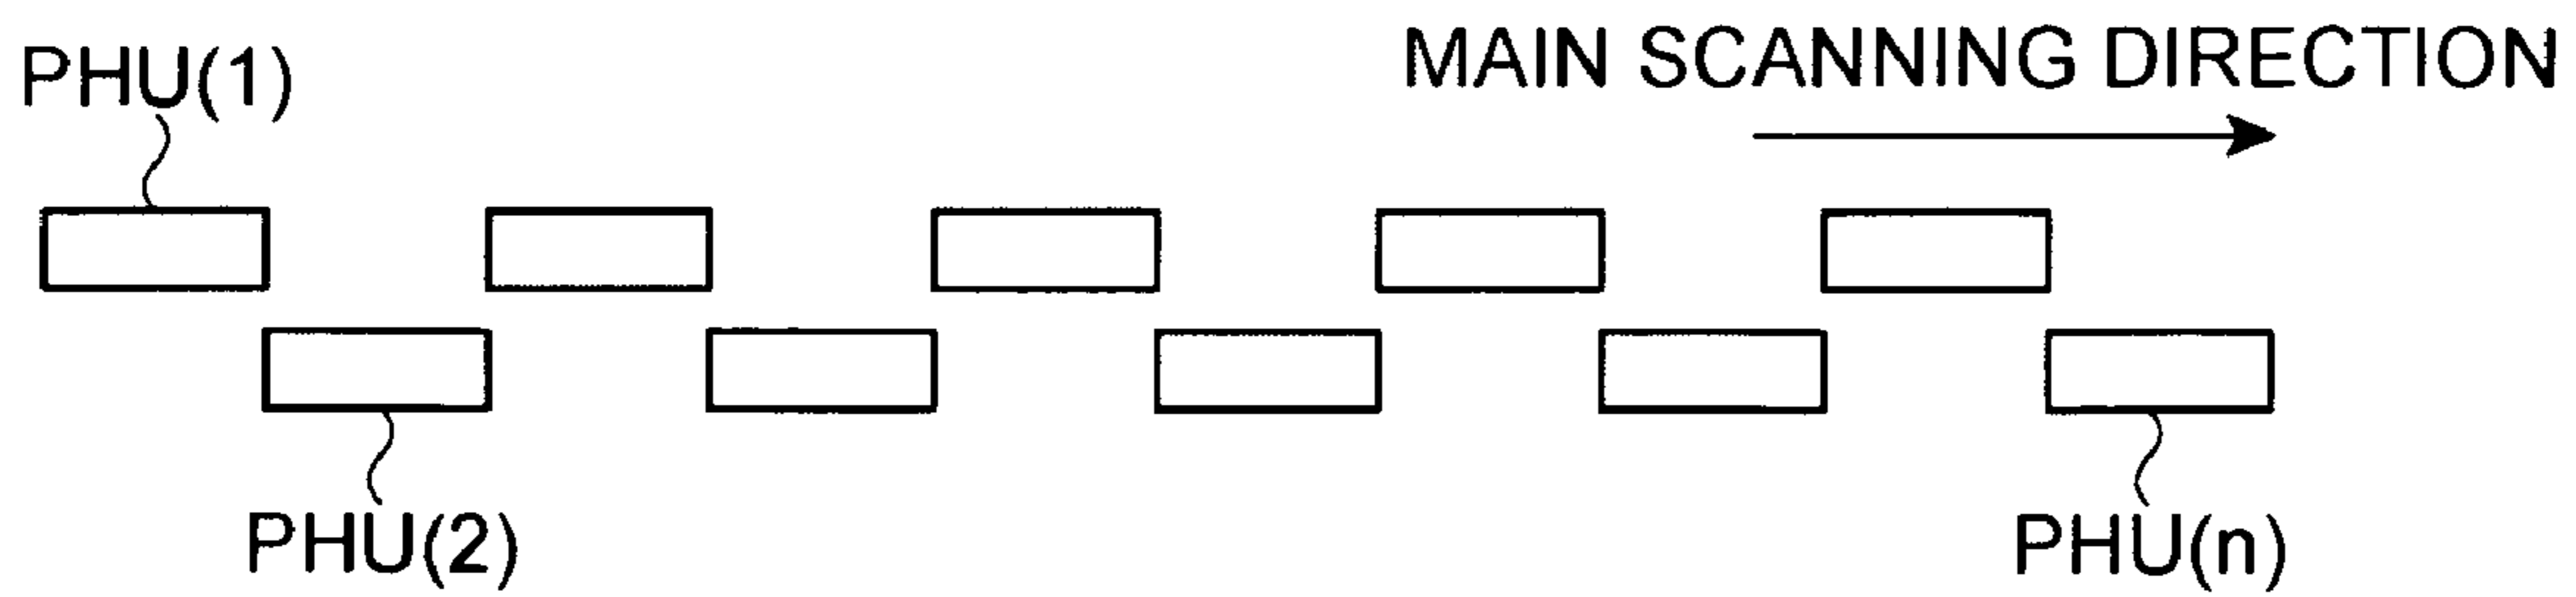 PHU(1)
MAIN SCANNING DIRECTION
PHU(2)
PHU(n)